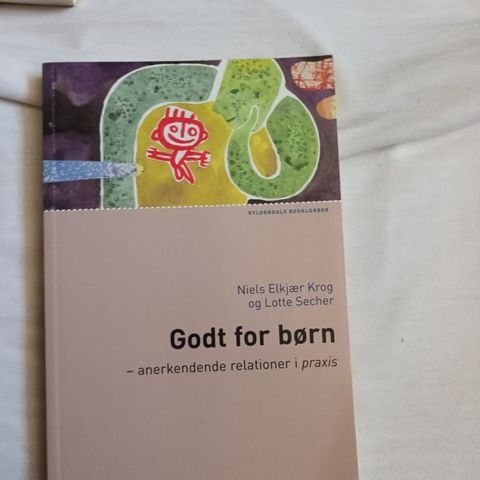 GYLDENDALS BOGKLUBBER
Niels Elkjær Krog
og Lotte Secher
Godt for børn
– anerkendende relationer i praxis